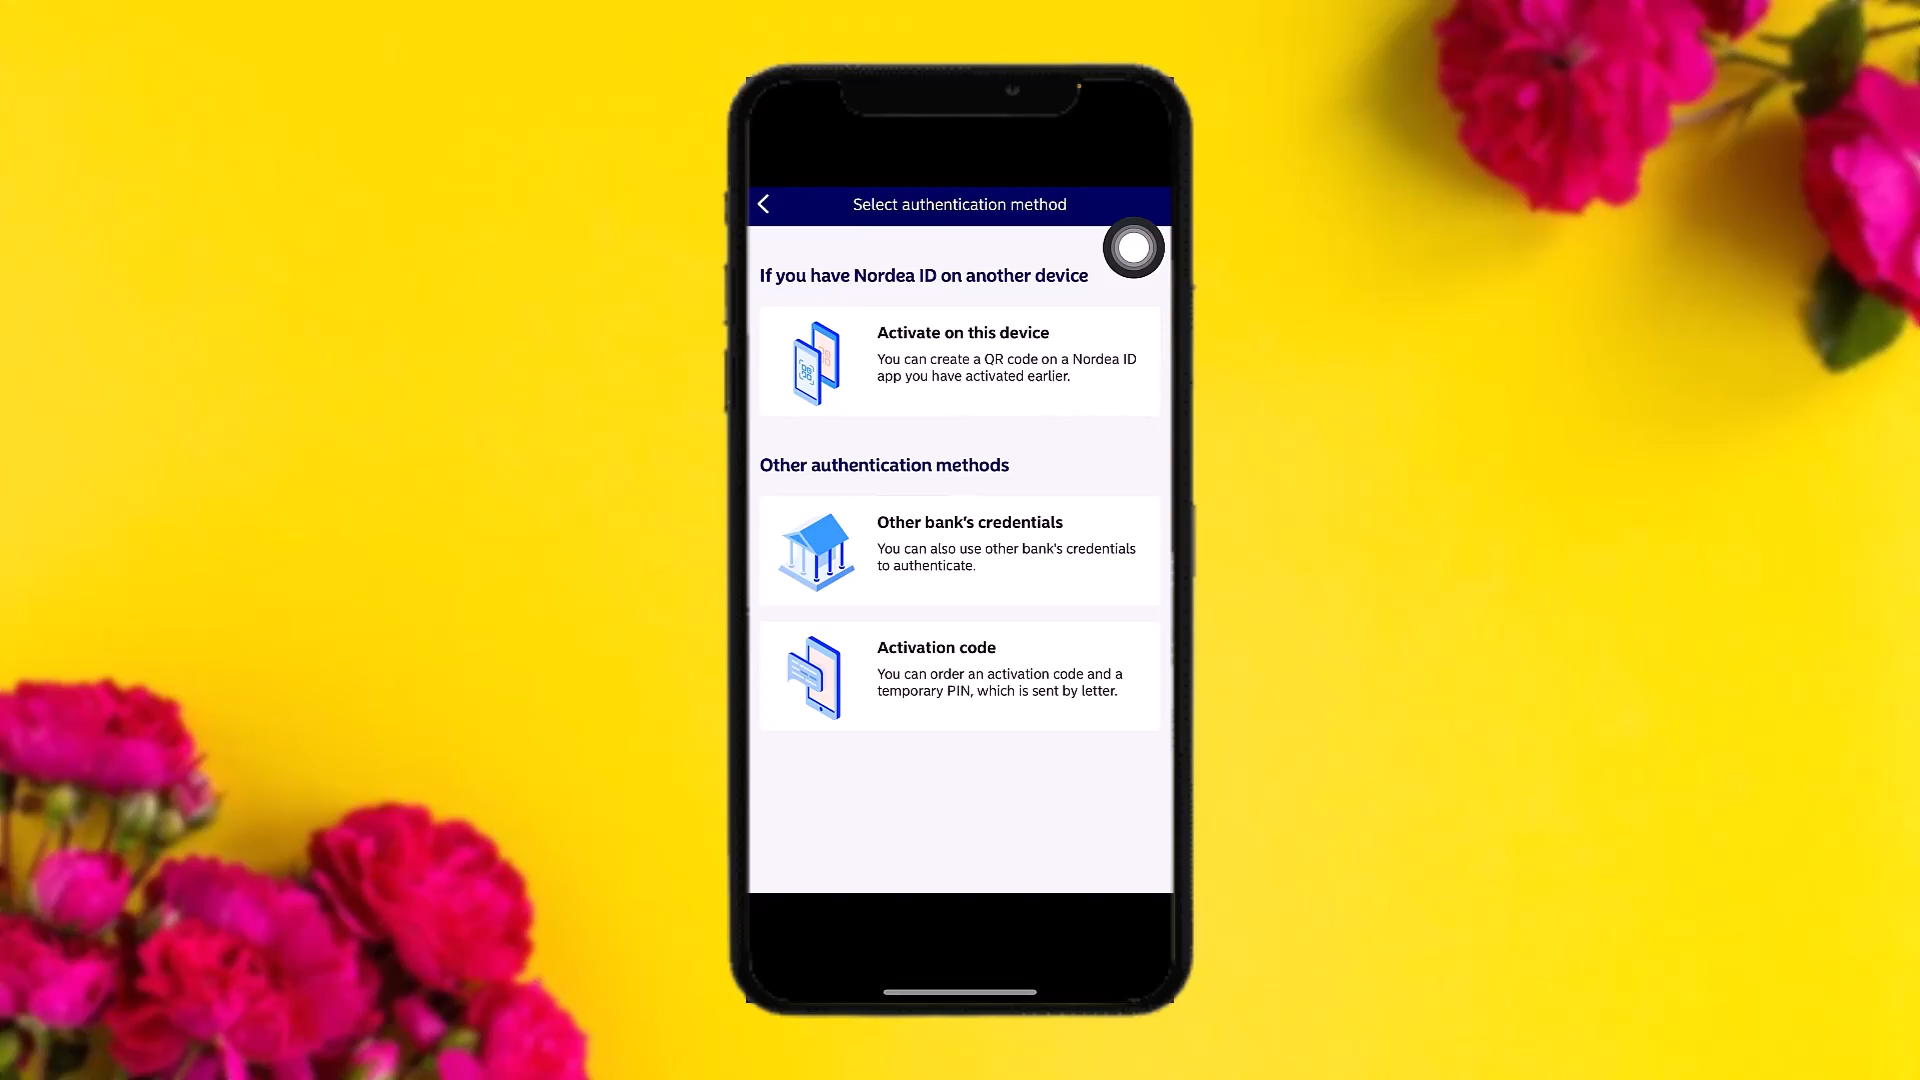 Select authentication method
If you have Nordea ID on another device
Activate on this device
You can create a QR code on a Nordea ID
app you have activated earlier.
Other authentication methods
Other bank's credentials
You can also use other bank's credentials
to authenticate.
Activation code
You can order an activation code and a
temporary PIN, which is sent by letter.